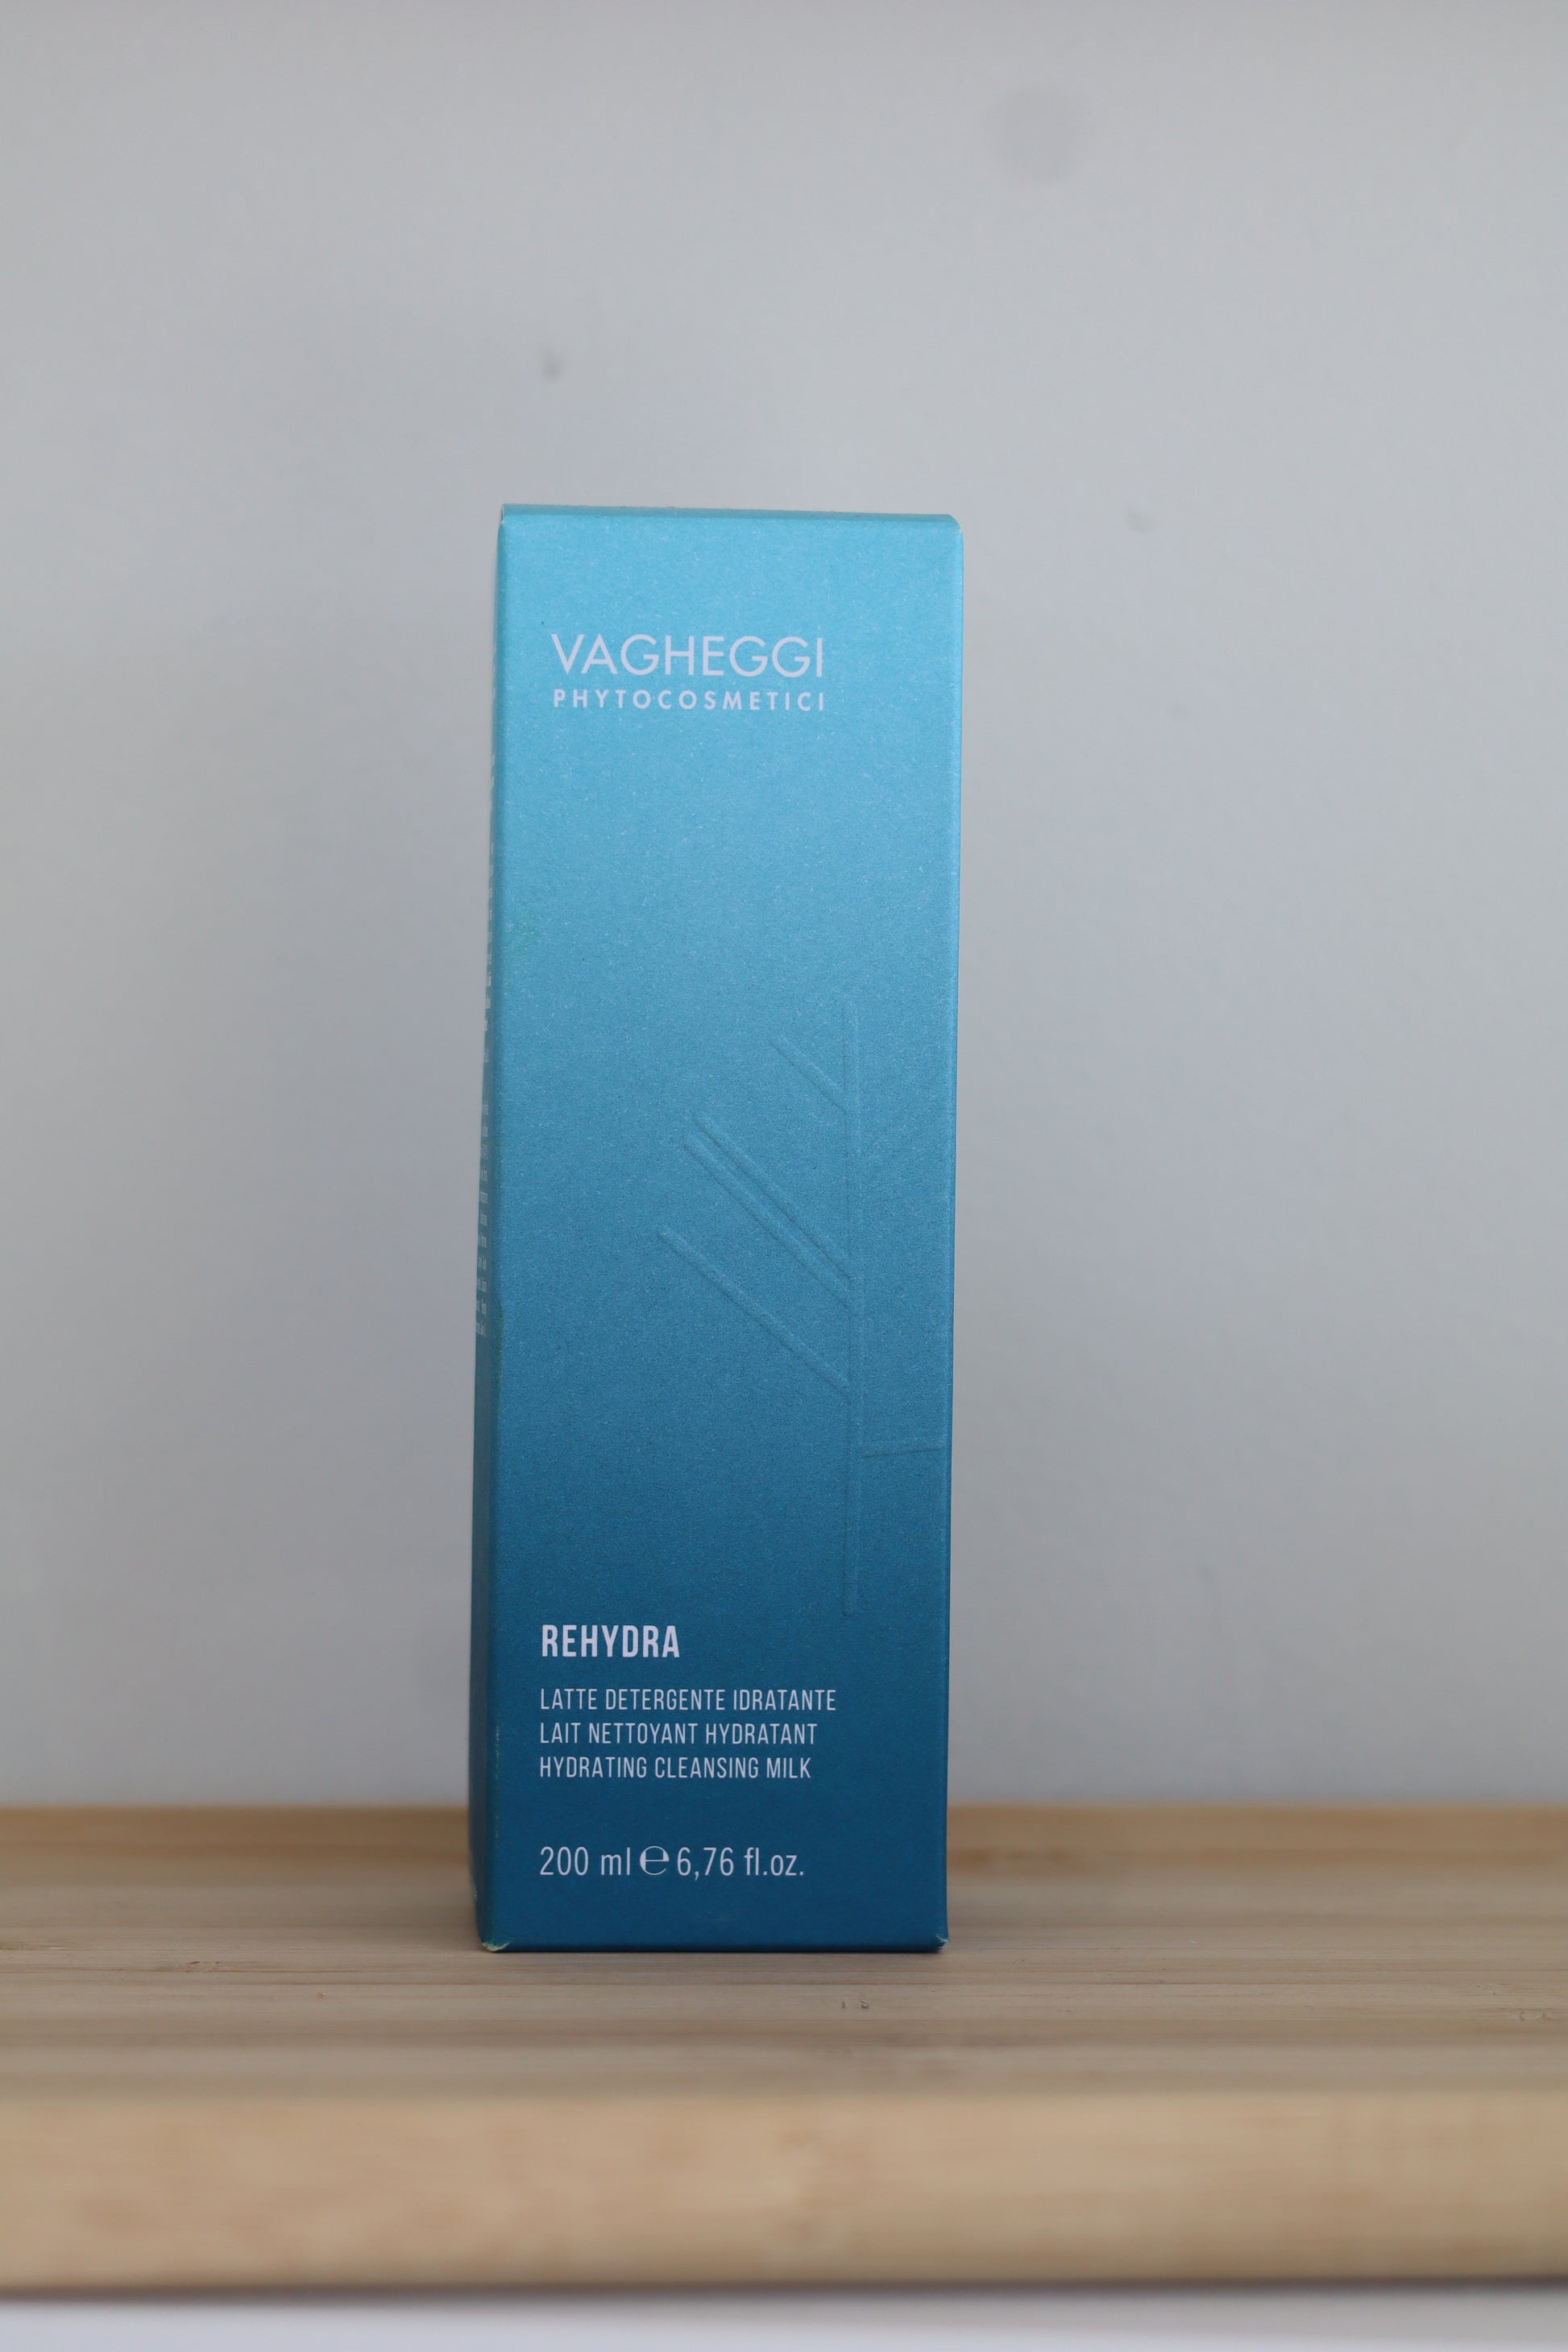 VAGHEGGI
PHYTOCOSMETICI
REHYDRA
LATTE DETERGENTE IDRATANTE
LAIT NETTOYANT HYDRATANT
HYDRATING CLEANSING MILK
200 ml ℮ 6,76 fl.oz.